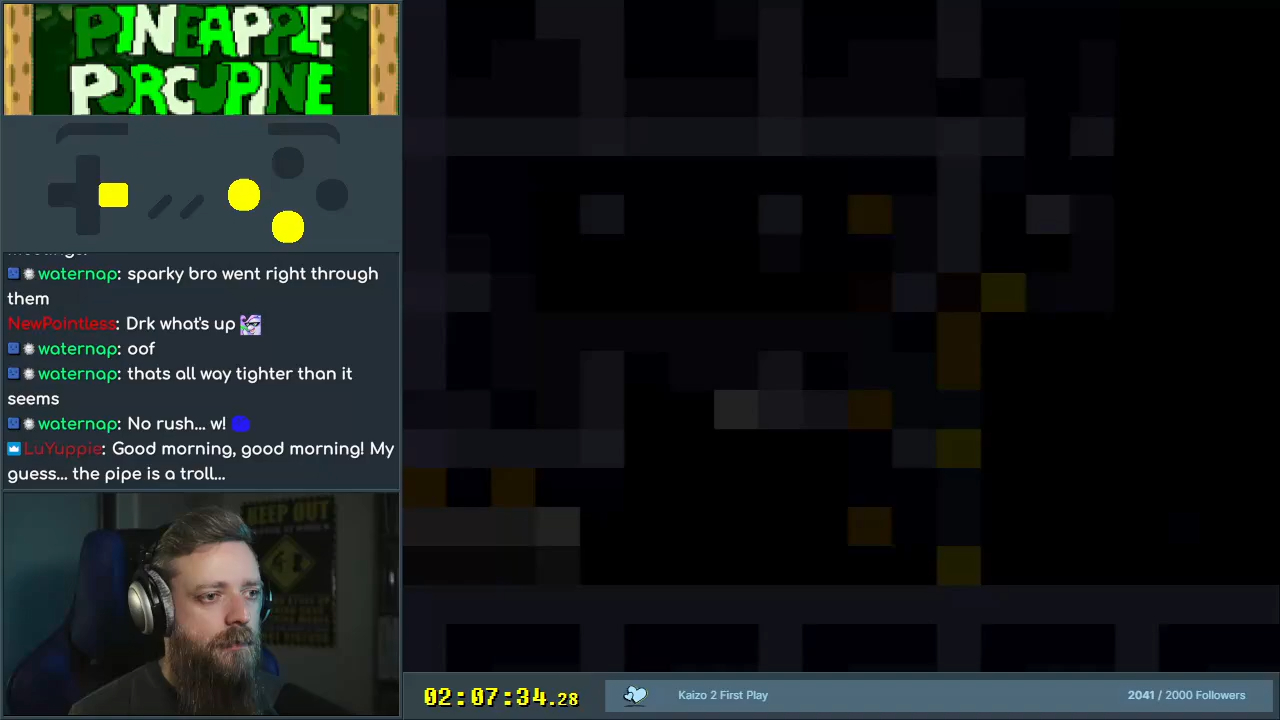 PINEAPPLE
PORCUPINE
waternap: sparky bro went right through
them
NewPointless: Drk what's up
waternap: oof
waternap: thats all way tighter than it
seems
waternap: No rush... w!
LuYuppie: Good morning, good morning! My
guess... the pipe is a troll...
KEEP OUT
02:07:34.28
Kaizo 2 First Play
2041 / 2000 Followers